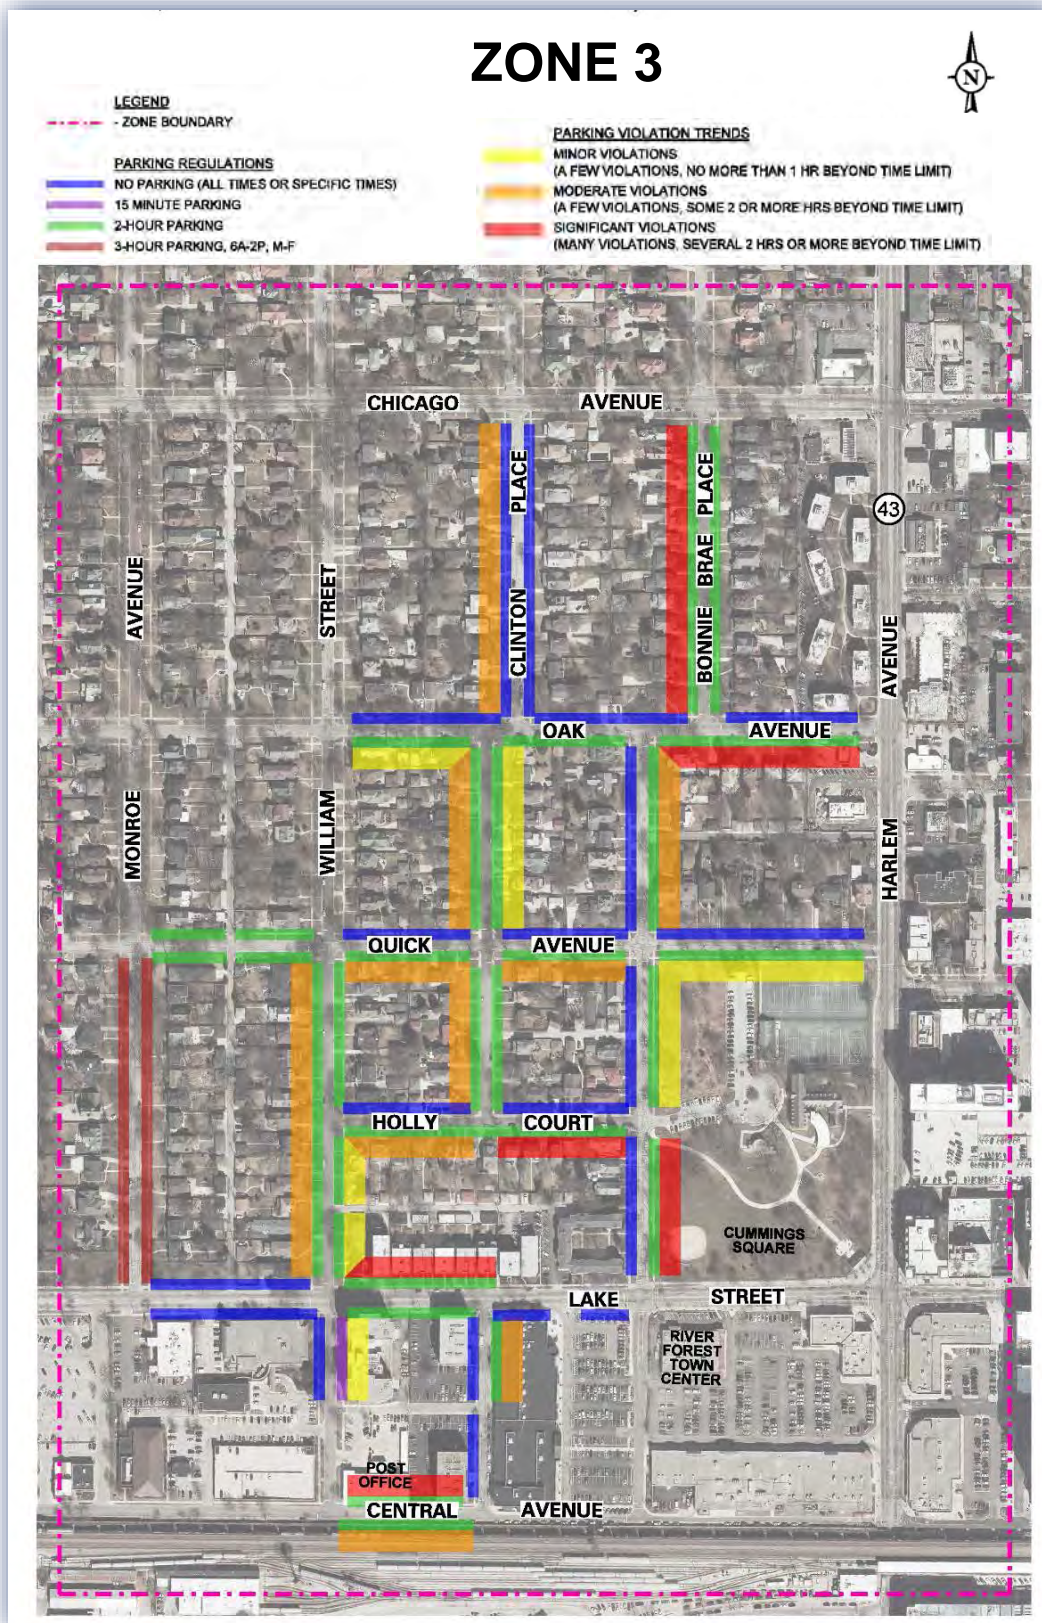 ZONE 3
N
LEGEND
- ZONE BOUNDARY
PARKING REGULATIONS
NO PARKING (ALL TIMES OR SPECIFIC TIMES)
15 MINUTE PARKING
2-HOUR PARKING
3-HOUR PARKING, 6A-2P, M-F
PARKING VIOLATION TRENDS
MINOR VIOLATIONS
(A FEW VIOLATIONS, NO MORE THAN 1 HR BEYOND TIME LIMIT)
MODERATE VIOLATIONS
(A FEW VIOLATIONS, SOME 2 OR MORE HRS BEYOND TIME LIMIT)
SIGNIFICANT VIOLATIONS
(MANY VIOLATIONS, SEVERAL 2 HRS OR MORE BEYOND TIME LIMIT)
CHICAGO AVENUE
CLINTON PLACE
BONNIE BRAE PLACE
43
MONROE AVENUE
WILLIAM STREET
HARLEM AVENUE
OAK AVENUE
QUICK AVENUE
HOLLY COURT
CUMMINGS
SQUARE
LAKE STREET
RIVER
FOREST
TOWN
CENTER
POST
OFFICE
CENTRAL AVENUE